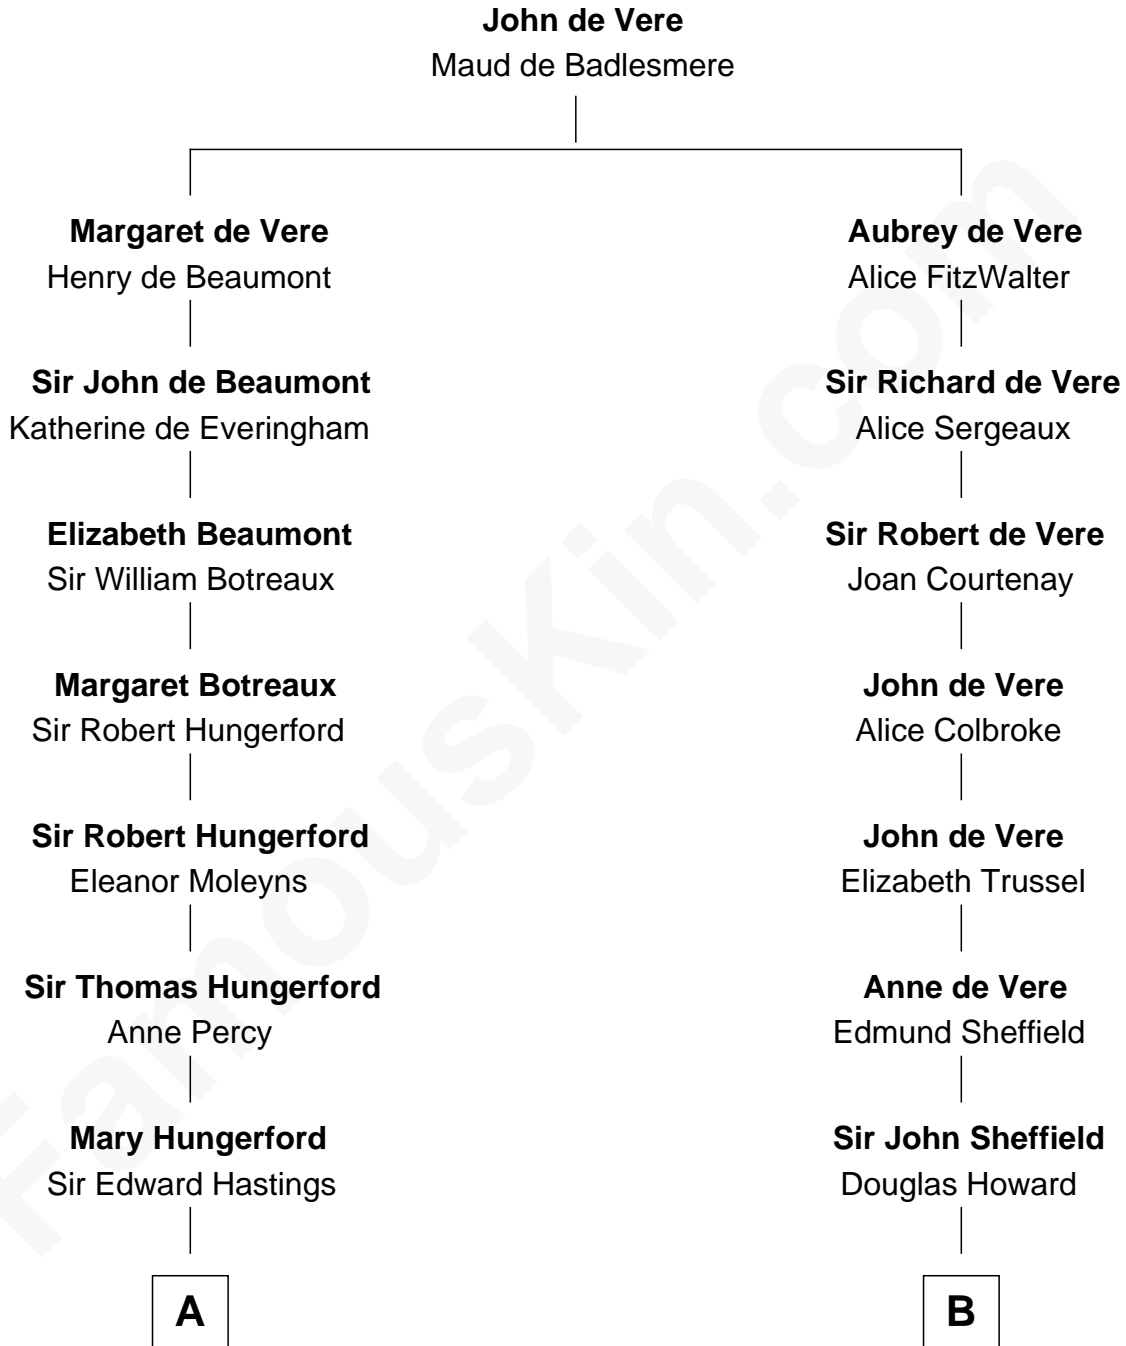 John de Vere
Maud de Badlesmere
Margaret de Vere
Henry de Beaumont
Sir John de Beaumont
Katherine de Everingham
Elizabeth Beaumont
Sir William Botreaux
Margaret Botreaux
Sir Robert Hungerford
Sir Robert Hungerford
Eleanor Moleyns
Sir Thomas Hungerford
Anne Percy
Mary Hungerford
Sir Edward Hastings
A
Aubrey de Vere
Alice FitzWalter
Sir Richard de Vere
Alice Sergeaux
Sir Robert de Vere
Joan Courtenay
John de Vere
Alice Colbroke
John de Vere
Elizabeth Trussel
Anne de Vere
Edmund Sheffield
Sir John Sheffield
Douglas Howard
B
FamousKin.com